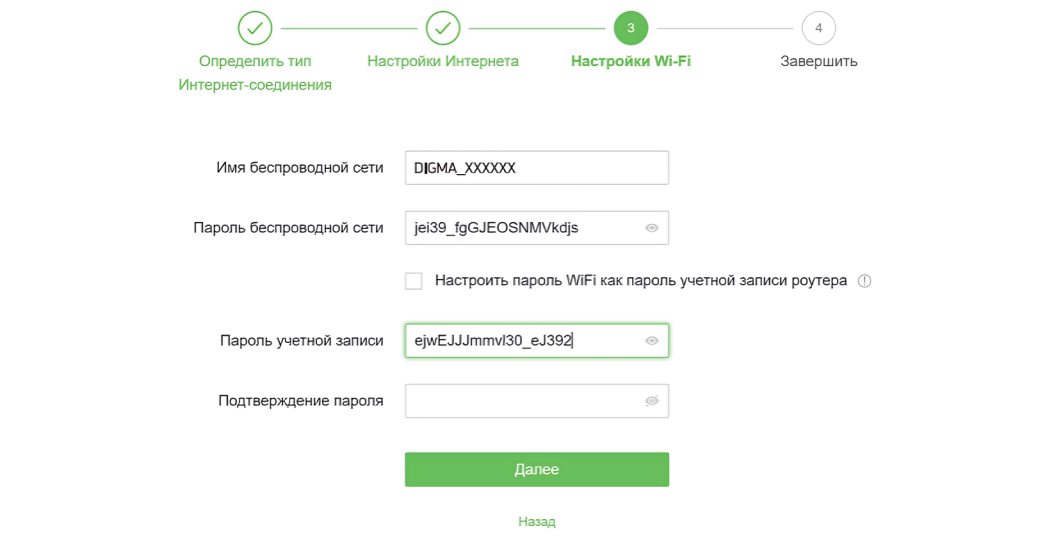 3
4
Определить тип
Интернет-соединения
Настройки Интернета
Настройки Wi-Fi
Завершить
Имя беспроводной сети
DIGMA_XXXXXX
Пароль беспроводной сети
jei39_fgGJEOSNMVkdjs
Настроить пароль WiFi как пароль учетной записи роутера
Пароль учетной записи
ejwEJJJmmvl30_eJ392
Подтверждение пароля
Далее
Назад